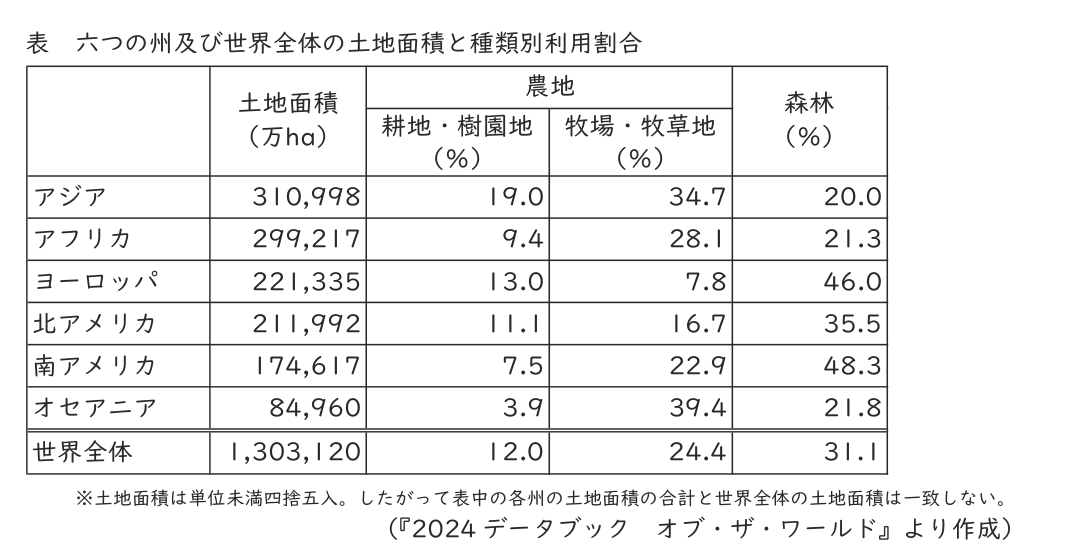 表　六つの州及び世界全体の土地面積と種類別利用割合
土地面積
（万ha）
農地
森林
（%）
耕地・樹園地
（%）
牧場・牧草地
（%）
アジア 310,998 19.0 34.7 20.0
アフリカ 299,217 9.4 28.1 21.3
ヨーロッパ 221,335 13.0 7.8 46.0
北アメリカ 211,992 11.1 16.7 35.5
南アメリカ 174,617 7.5 22.9 48.3
オセアニア 84,960 3.9 39.4 21.8
世界全体 1,303,120 12.0 24.4 31.1
※土地面積は単位未満四捨五入。したがって表中の各州の土地面積の合計と世界全体の土地面積は一致しない。
（『2024 データブック　オブ・ザ・ワールド』より作成）